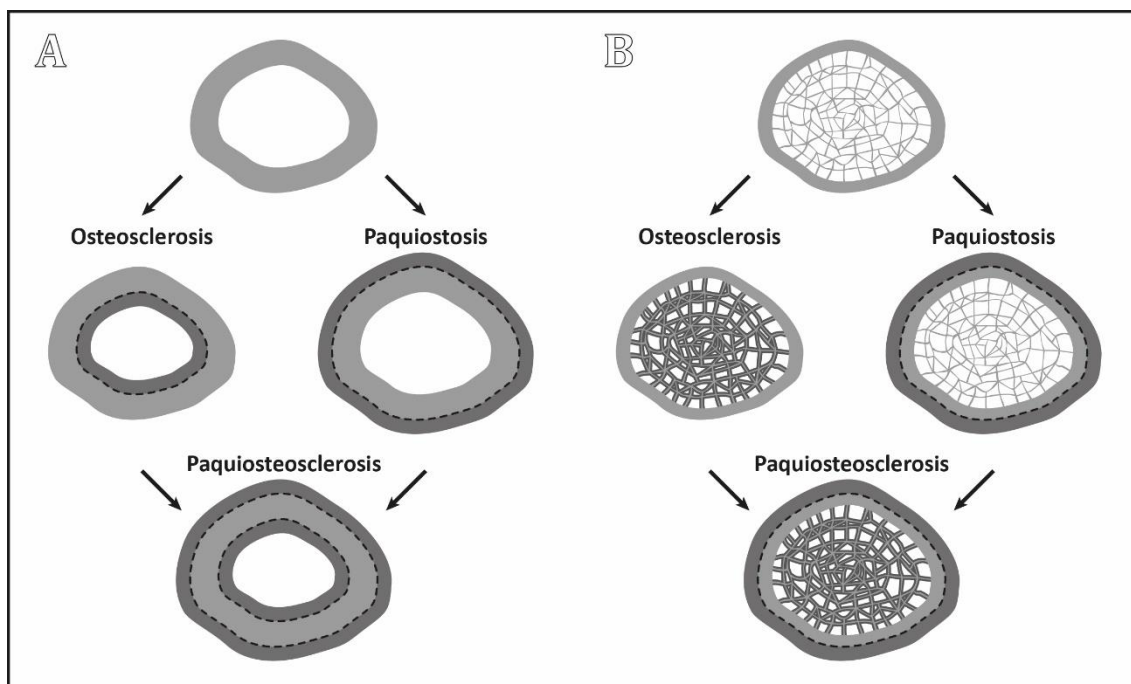 A
Osteosclerosis
Paquiostosis
Paquiosteosclerosis
B
Osteosclerosis
Paquiostosis
Paquiosteosclerosis